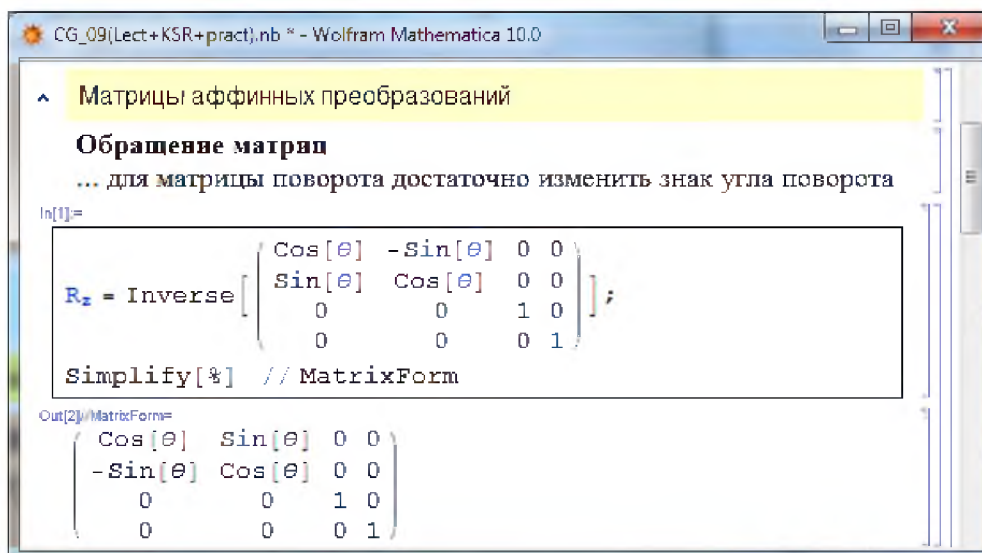 CG_09(Lect+KSR+pract).nb * - Wolfram Mathematica 10.0
Матрицы аффинных преобразований
Обращение матриц
... для матрицы поворота достаточно изменить знак угла поворота
In[1]:=
Cos[θ] -Sin[θ] 0 0
Sin[θ] Cos[θ] 0 0
R_z = Inverse[ ];
0 0 1 0
0 0 0 1
Simplify[%] // MatrixForm
Out[2]//MatrixForm=
Cos[θ] Sin[θ] 0 0
-Sin[θ] Cos[θ] 0 0
0 0 1 0
0 0 0 1